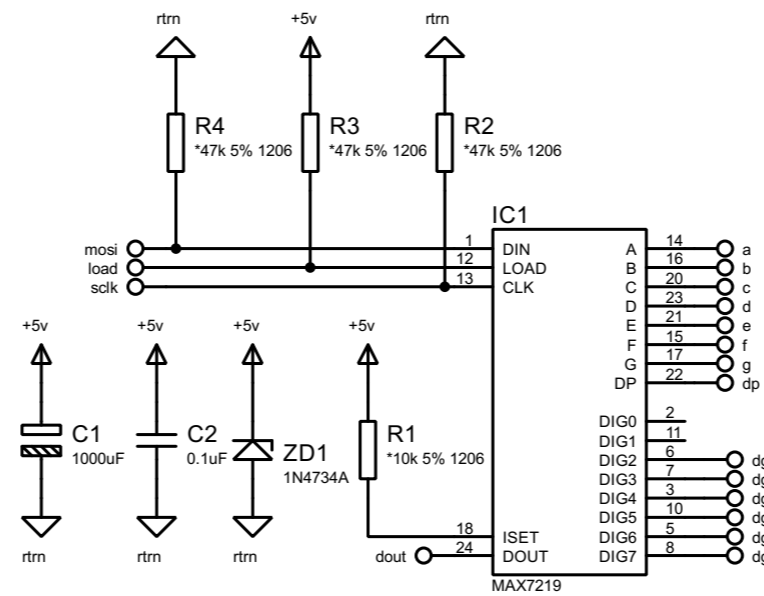 rtrn
+5v
rtrn
R4
*47k 5% 1206
R3
*47k 5% 1206
R2
*47k 5% 1206
IC1
mosi
1
DIN
A
14
a
load
12
LOAD
B
16
b
sclk
13
CLK
C
20
c
D
23
d
E
21
e
F
15
f
G
17
g
DP
22
dp
+5v
+5v
+5v
+5v
C1
1000uF
C2
0.1uF
ZD1
1N4734A
R1
*10k 5% 1206
DIG0
2
DIG1
11
DIG2
6
DIG3
7
DIG4
3
DIG5
10
DIG6
5
DIG7
8
rtrn
rtrn
rtrn
18
ISET
dout
24
DOUT
MAX7219